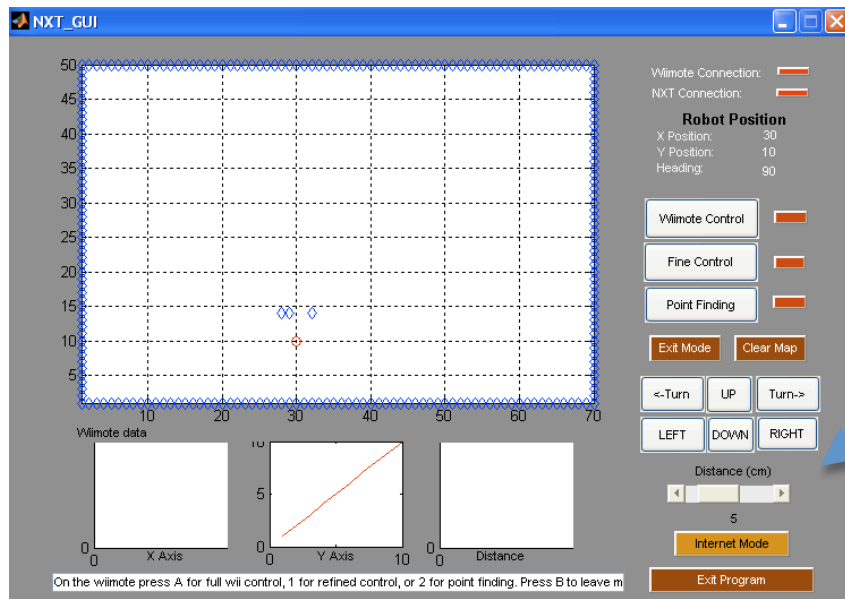 NXT_GUI
50
45
40
35
30
25
20
15
10
5
10 20 30 40 50 60 70
Wiimote Connection:
NXT Connection:
Robot Position
X Position: 30
Y Position: 10
Heading: 90
Wiimote Control
Fine Control
Point Finding
Exit Mode Clear Map
<-Turn UP Turn->
LEFT DOWN RIGHT
Distance (cm)
5
Internet Mode
Exit Program
Wiimote data
0 0 X Axis
10 5 0 0 Y Axis 10
0 0 Distance
On the wiimote press A for full wii control, 1 for refined control, or 2 for point finding. Press B to leave m